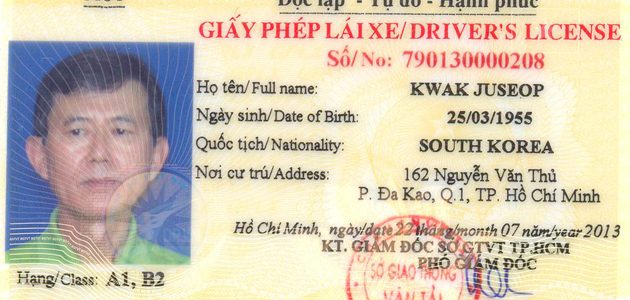 Độc lập - Tự do - Hạnh phúc
GIẤY PHÉP LÁI XE/DRIVER'S LICENSE
Số/No: 790130000208
Họ tên/Full name: KWAK JUSEOP
Ngày sinh/Date of Birth: 25/03/1955
Quốc tịch/Nationality: SOUTH KOREA
Nơi cư trú/Address: 162 Nguyễn Văn Thủ
P. Đa Kao, Q.1, TP. Hồ Chí Minh
Hồ Chí Minh, ngày/date 22 tháng/month 07 năm/year 2013
KT. GIÁM ĐỐC SỞ GTVT TP.HCM
PHÓ GIÁM ĐỐC
SỞ GIAO THÔNG
VẬN TẢI
Hạng/Class: A1, B2